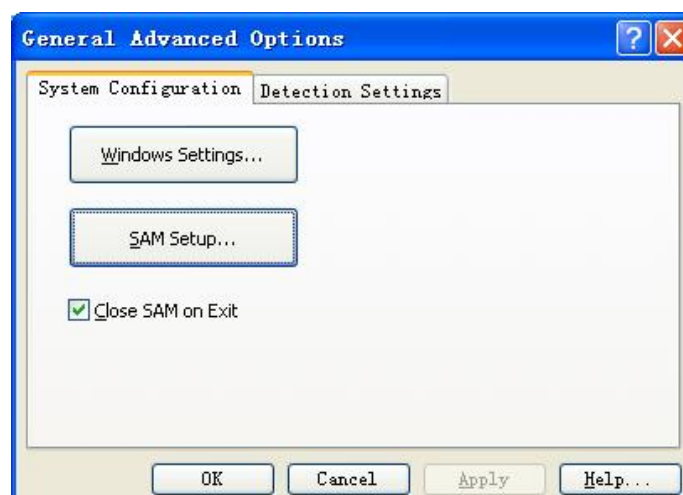 General Advanced Options
System Configuration
Detection Settings
Windows Settings...
SAM Setup...
Close SAM on Exit
OK
Cancel
Apply
Help...